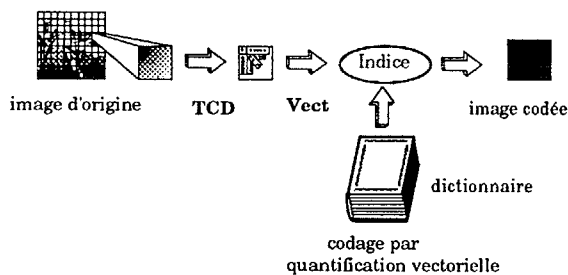 Indice
image d'origine
TCD
Vect
image codée
dictionnaire
codage par
quantification vectorielle